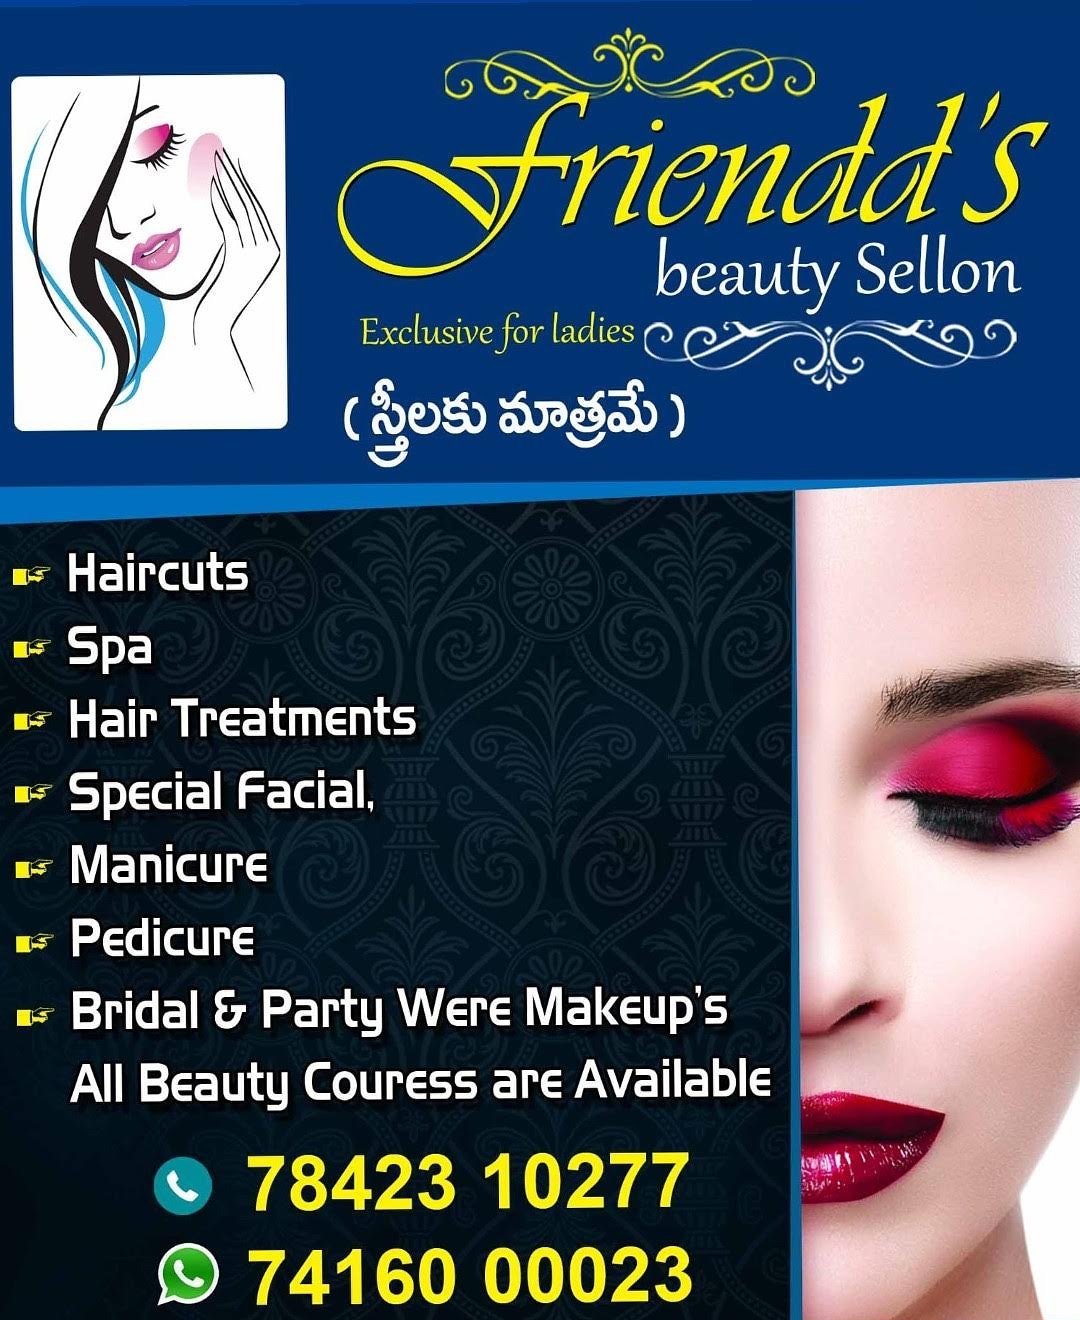 friendd's
beauty Sellon
Exclusive for ladies
( స్త్రీలకు మాత్రమే )
Haircuts
Spa
Hair Treatments
Special Facial,
Manicure
Pedicure
Bridal & Party Were Makeup's
All Beauty Couress are Available
78423 10277
74160 00023